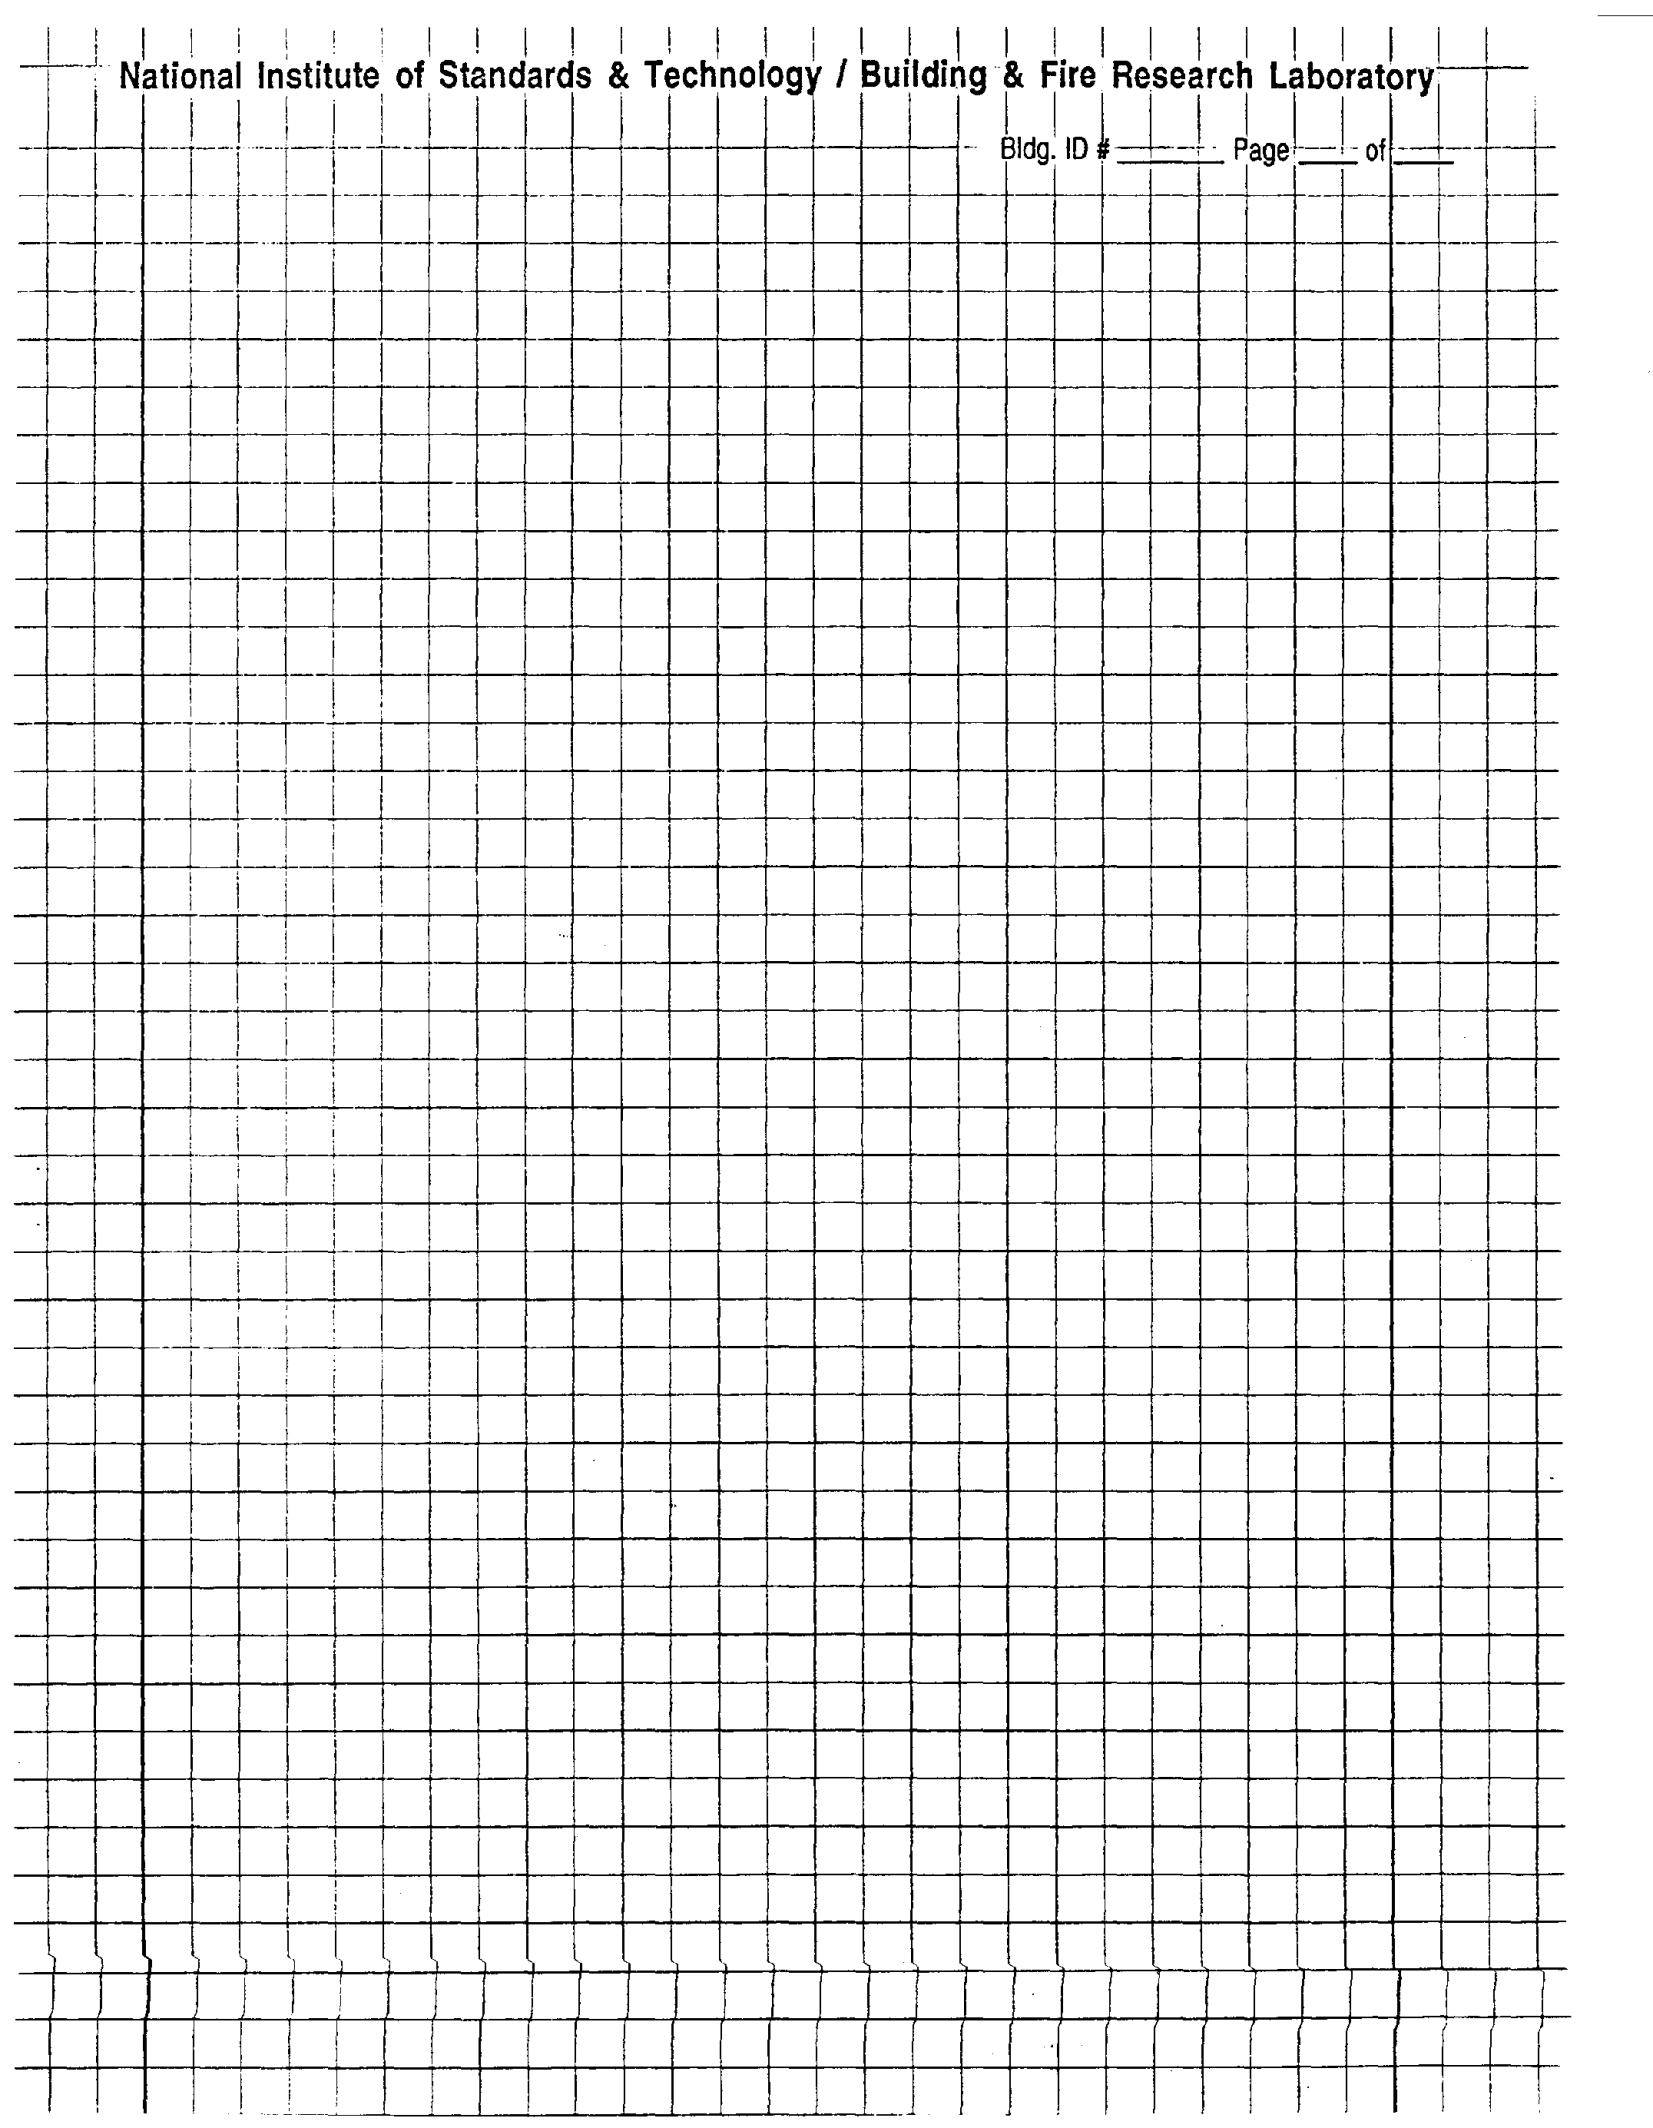 National Institute of Standards & Technology / Building & Fire Research Laboratory
Bldg. ID # ______ Page ____ of ____